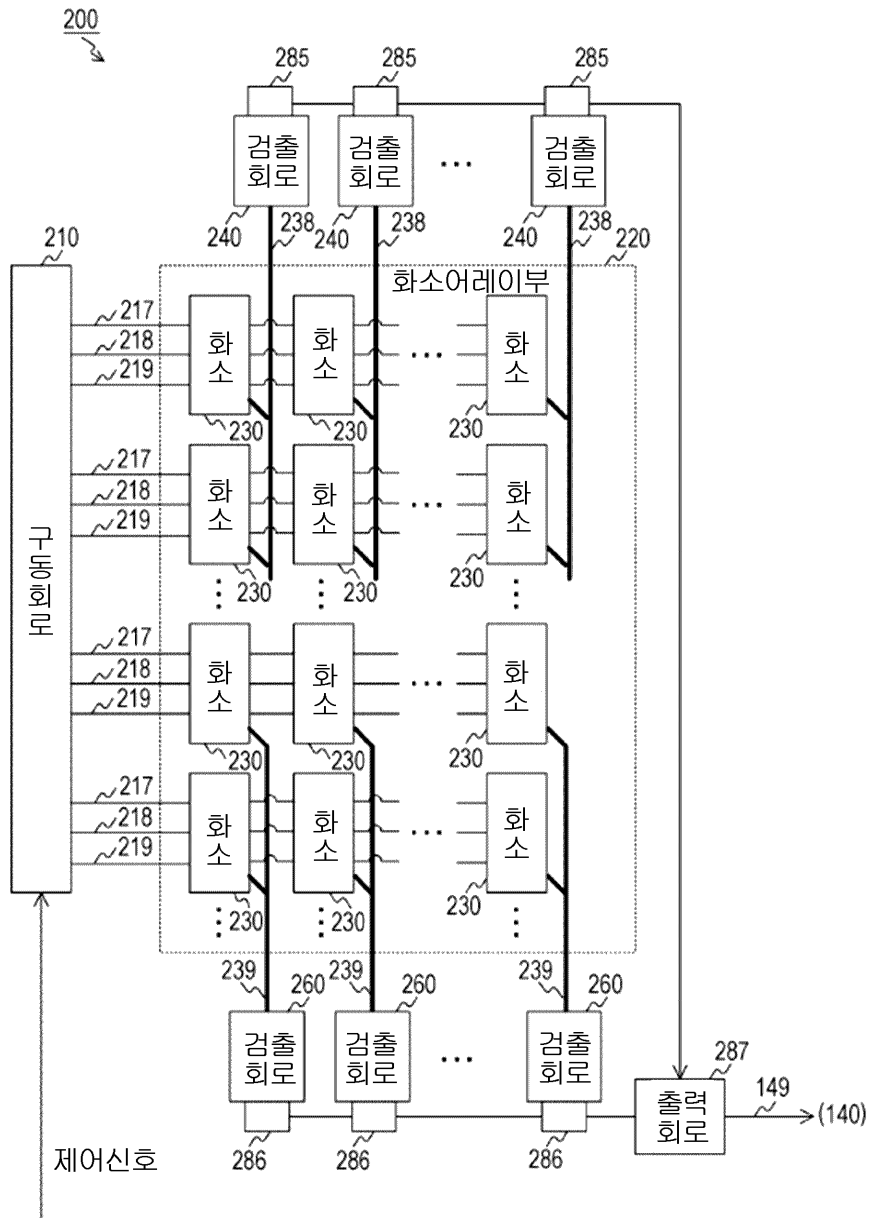 200
285 285 285
검출
회로
검출
회로
...
검출
회로
240 238 240 238 240 238
210 220
화소어레이부
217
218
219
화
소
화
소
...
화
소
230 230 230
217
218
219
화
소
화
소
...
화
소
230 230 230
구
동
회
로
217
218
219
화
소
화
소
...
화
소
230 230 230
217
218
219
화
소
화
소
...
화
소
230 230 230
239 260 239 260 239 260
검출
회로
검출
회로
...
검출
회로
286 286 286
287
출력
회로
149
(140)
제어신호